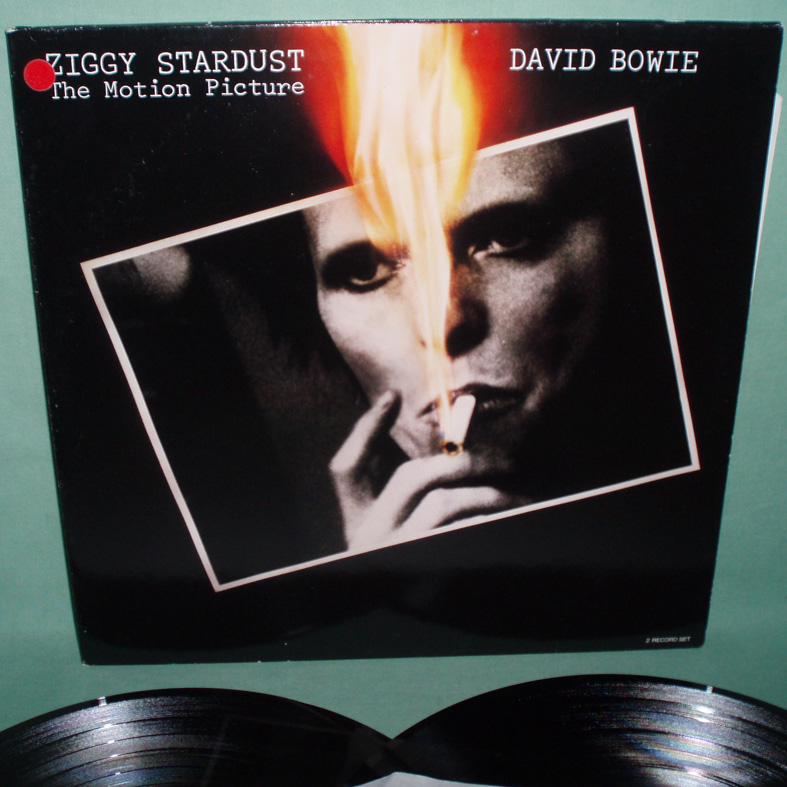 ZIGGY STARDUST
The Motion Picture
DAVID BOWIE
2 RECORD SET